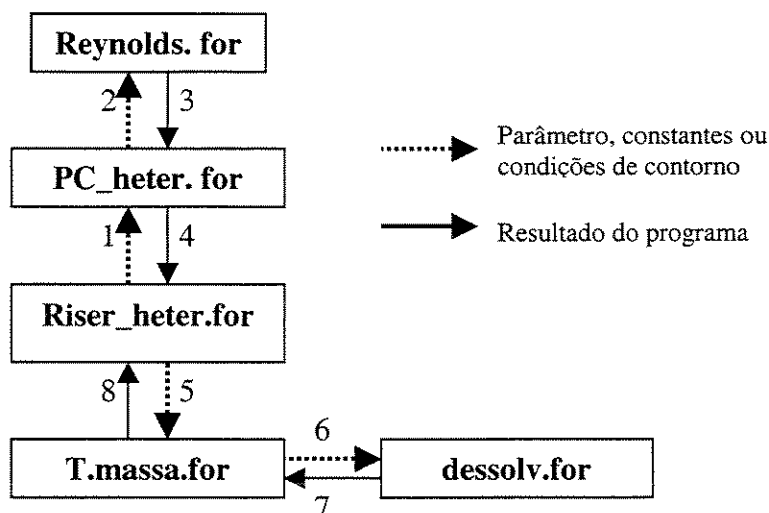 Reynolds. for
2 3
Parâmetro, constantes ou
condições de contorno
PC_heter. for
1 4
Resultado do programa
Riser_heter.for
8 5
6
T.massa.for
dessolv.for
7